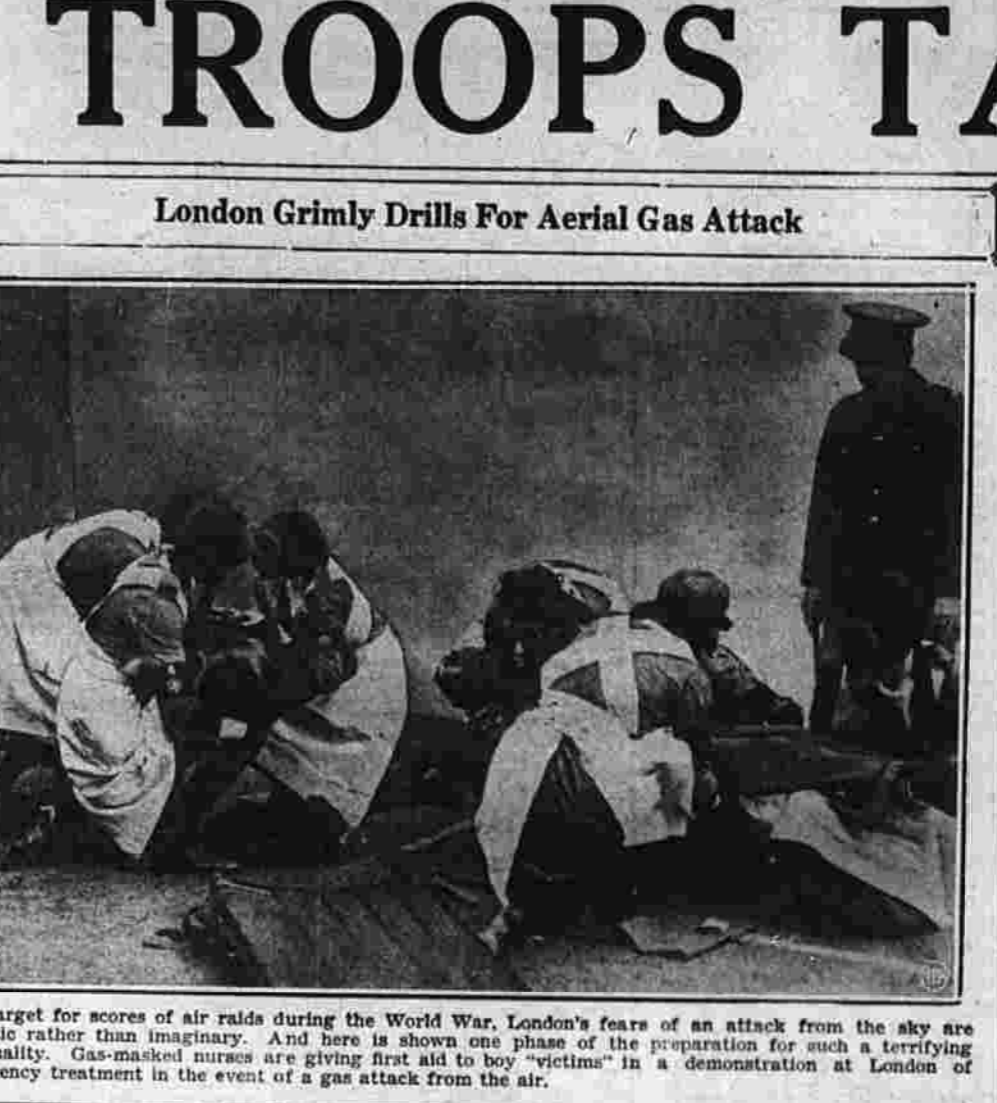 TROOPS TA
London Grimly Drills For Aerial Gas Attack
arget for scores of air raids during the World War, London's fears of an attack from the sky are
ic rather than imaginary. And here is shown one phase of the preparation for such a terrifying
ality. Gas-masked nurses are giving first aid to boy "victims" in a demonstration at London of
ency treatment in the event of a gas attack from the air.